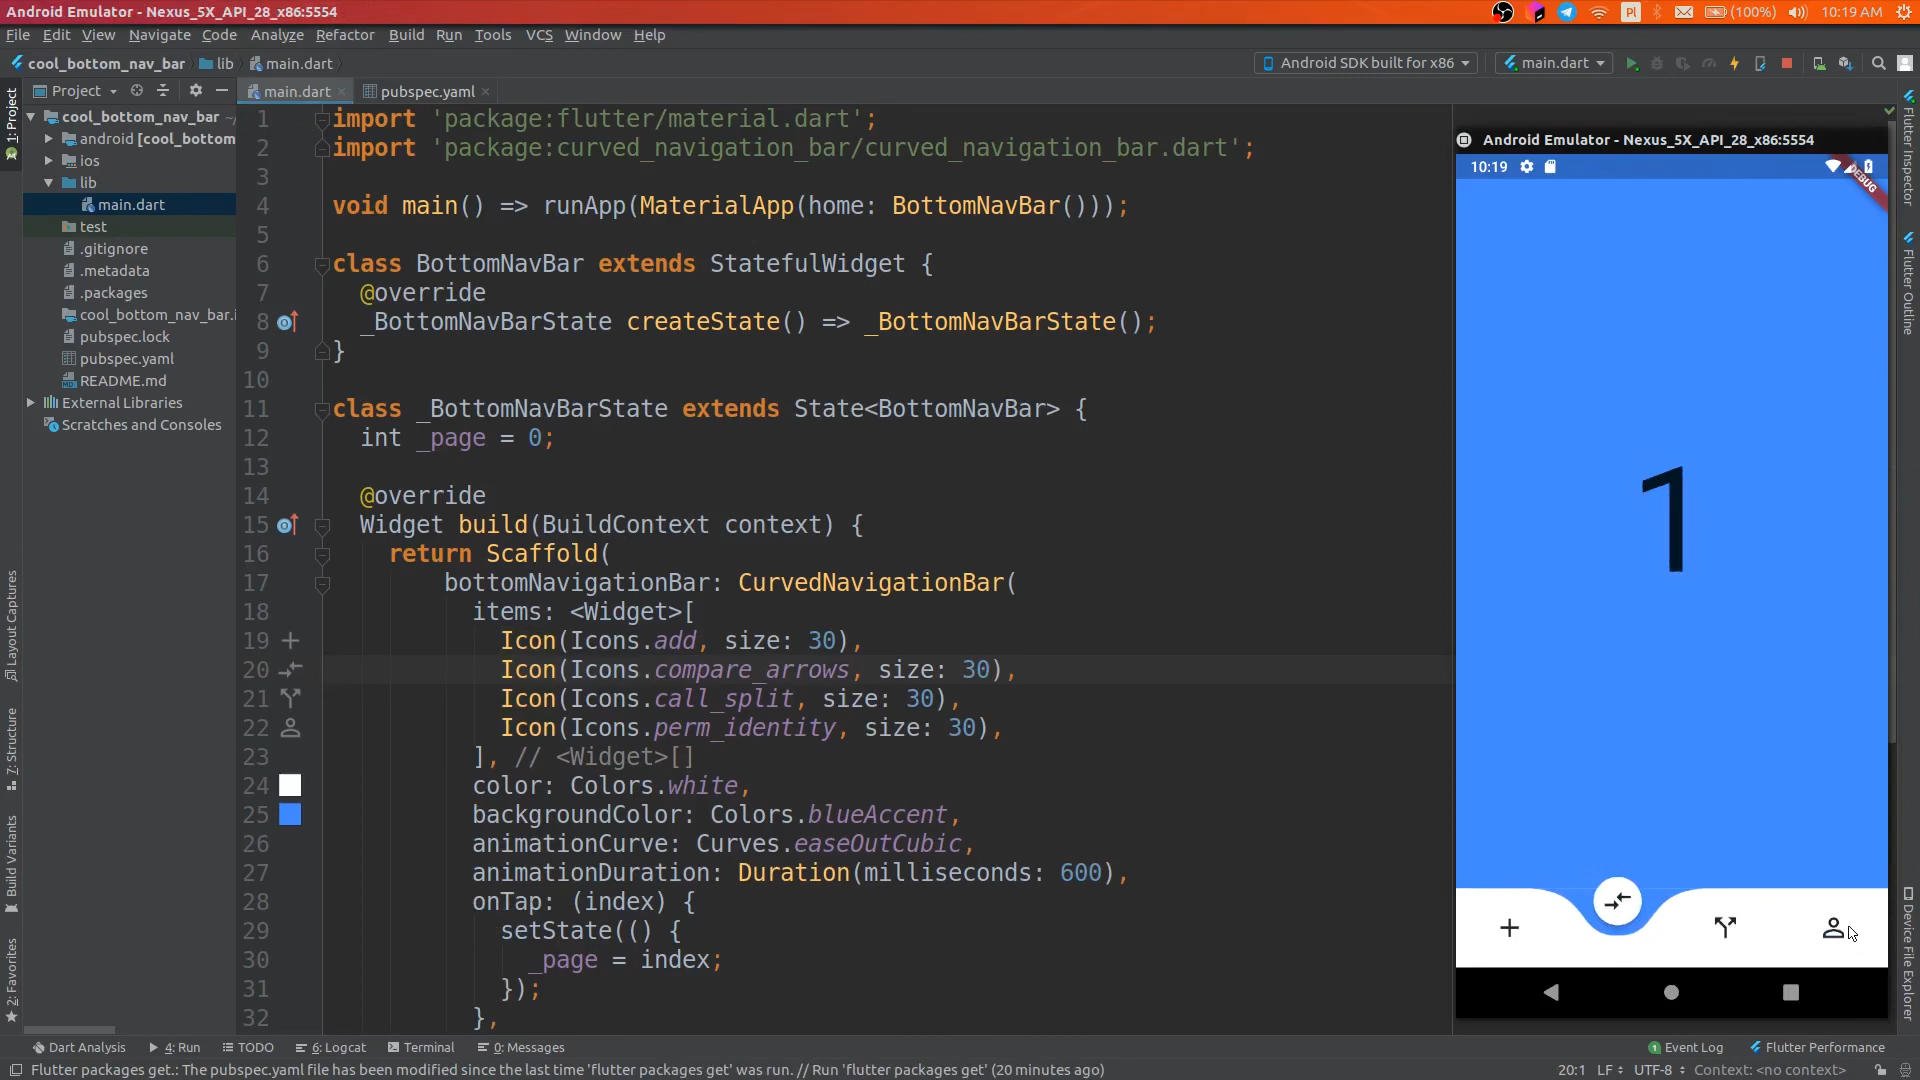 Android Emulator - Nexus_5X_API_28_x86:5554
Pl
(100%)
10:19 AM
File Edit View Navigate Code Analyze Refactor Build Run Tools VCS Window Help
cool_bottom_nav_bar lib main.dart
Android SDK built for x86
main.dart
Project
main.dart
pubspec.yaml
1: Project
Layout Captures
7: Structure
Build Variants
2: Favorites
cool_bottom_nav_bar ~
android [cool_bottom
ios
lib
main.dart
test
.gitignore
.metadata
.packages
cool_bottom_nav_bar.i
pubspec.lock
pubspec.yaml
README.md
External Libraries
Scratches and Consoles
1 import 'package:flutter/material.dart';
2 import 'package:curved_navigation_bar/curved_navigation_bar.dart';
3
4 void main() => runApp(MaterialApp(home: BottomNavBar()));
5
6 class BottomNavBar extends StatefulWidget {
7 @override
8 _BottomNavBarState createState() => _BottomNavBarState();
9 }
10
11 class _BottomNavBarState extends State<BottomNavBar> {
12 int _page = 0;
13
14 @override
15 Widget build(BuildContext context) {
16 return Scaffold(
17 bottomNavigationBar: CurvedNavigationBar(
18 items: <Widget>[
19 Icon(Icons.add, size: 30),
20 Icon(Icons.compare_arrows, size: 30),
21 Icon(Icons.call_split, size: 30),
22 Icon(Icons.perm_identity, size: 30),
23 ], // <Widget>[]
24 color: Colors.white,
25 backgroundColor: Colors.blueAccent,
26 animationCurve: Curves.easeOutCubic,
27 animationDuration: Duration(milliseconds: 600),
28 onTap: (index) {
29 setState(() {
30 _page = index;
31 });
32 },
Android Emulator - Nexus_5X_API_28_x86:5554
10:19
DEBUG
1
Flutter Inspector
Flutter Outline
Device File Explorer
Dart Analysis
4: Run
TODO
6: Logcat
Terminal
0: Messages
1 Event Log
Flutter Performance
Flutter packages get.: The pubspec.yaml file has been modified since the last time 'flutter packages get' was run. // Run 'flutter packages get' (20 minutes ago)
20:1 LF UTF-8 Context: <no context>